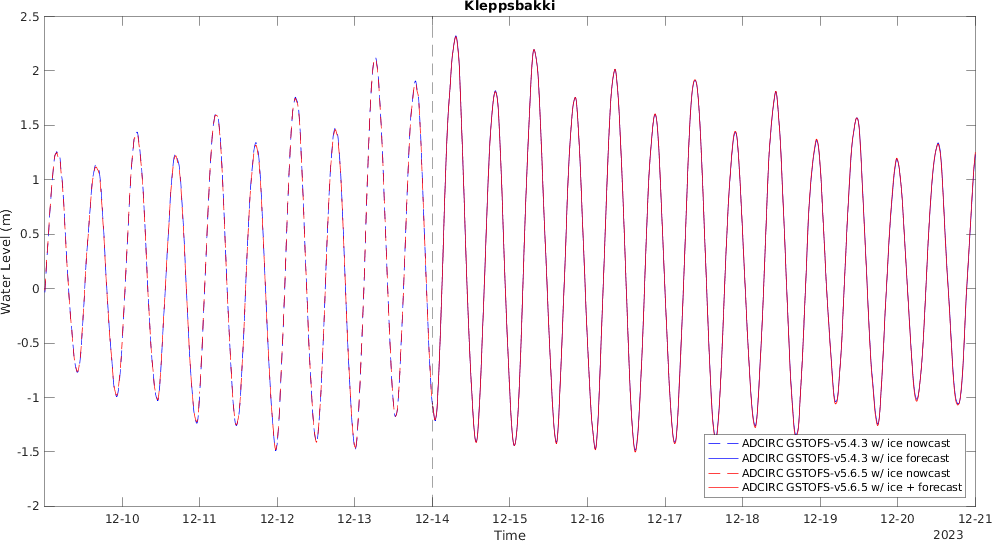 Kleppsbakki
2.5
2
1.5
1
0.5
0
-0.5
-1
-1.5
-2
Water Level (m)
ADCIRC GSTOFS-v5.4.3 w/ ice nowcast
ADCIRC GSTOFS-v5.4.3 w/ ice forecast
ADCIRC GSTOFS-v5.6.5 w/ ice nowcast
ADCIRC GSTOFS-v5.6.5 w/ ice + forecast
12-10 12-11 12-12 12-13 12-14 12-15 12-16 12-17 12-18 12-19 12-20 12-21
Time
2023